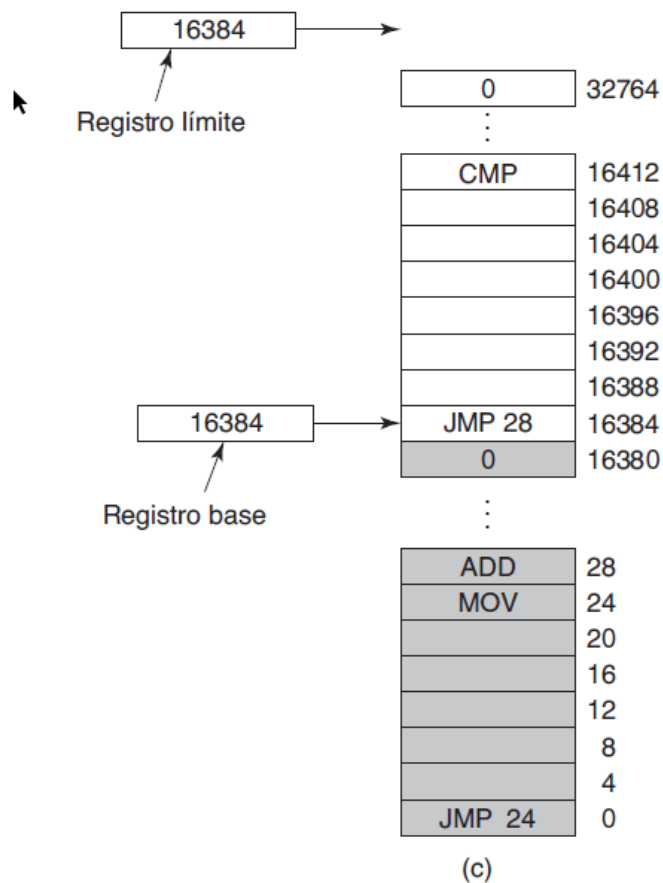 16384
Registro límite
0 32764
CMP 16412
16408
16404
16400
16396
16392
16388
16384 JMP 28 16384
0 16380
Registro base
ADD 28
MOV 24
20
16
12
8
4
JMP 24 0
(c)